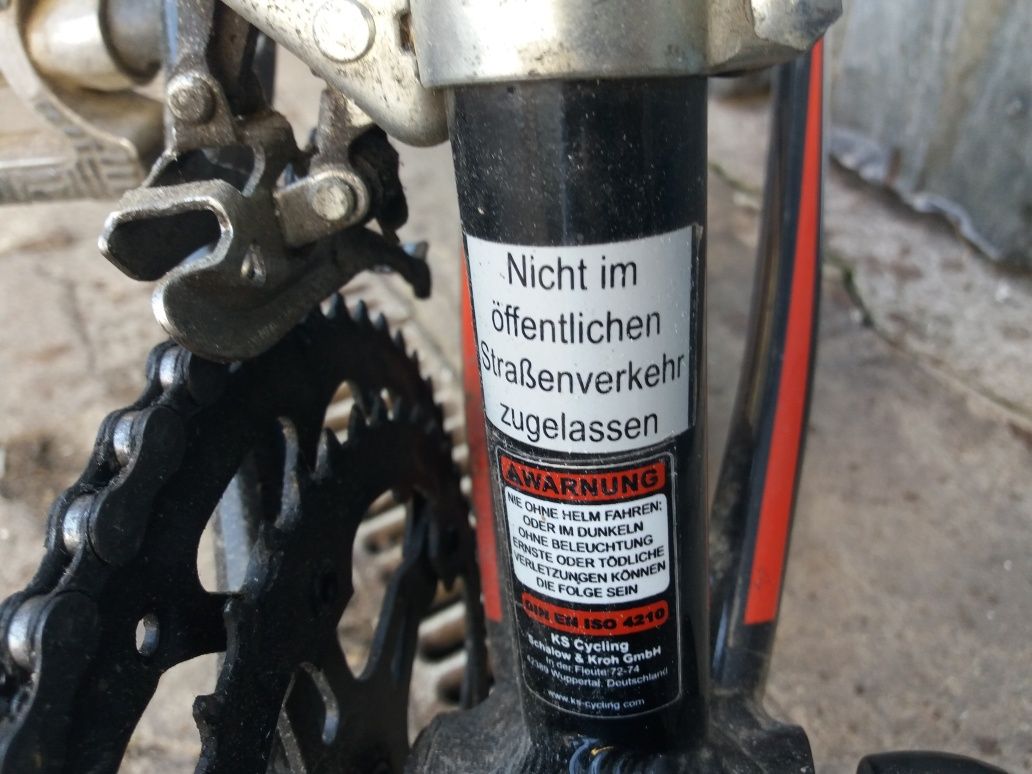 Nicht im
öffentlichen
Straßenverkehr
zugelassen
WARNUNG
NIE OHNE HELM FAHREN;
ODER IM DUNKELN
OHNE BELEUCHTUNG
ERNSTE ODER TÖDLICHE
VERLETZUNGEN KÖNNEN
DIE FOLGE SEIN
DIN EN ISO 4210
KS Cycling
Schalow & Kroh GmbH
In der Fleute 72-74
42389 Wuppertal, Deutschland
www.ks-cycling.com